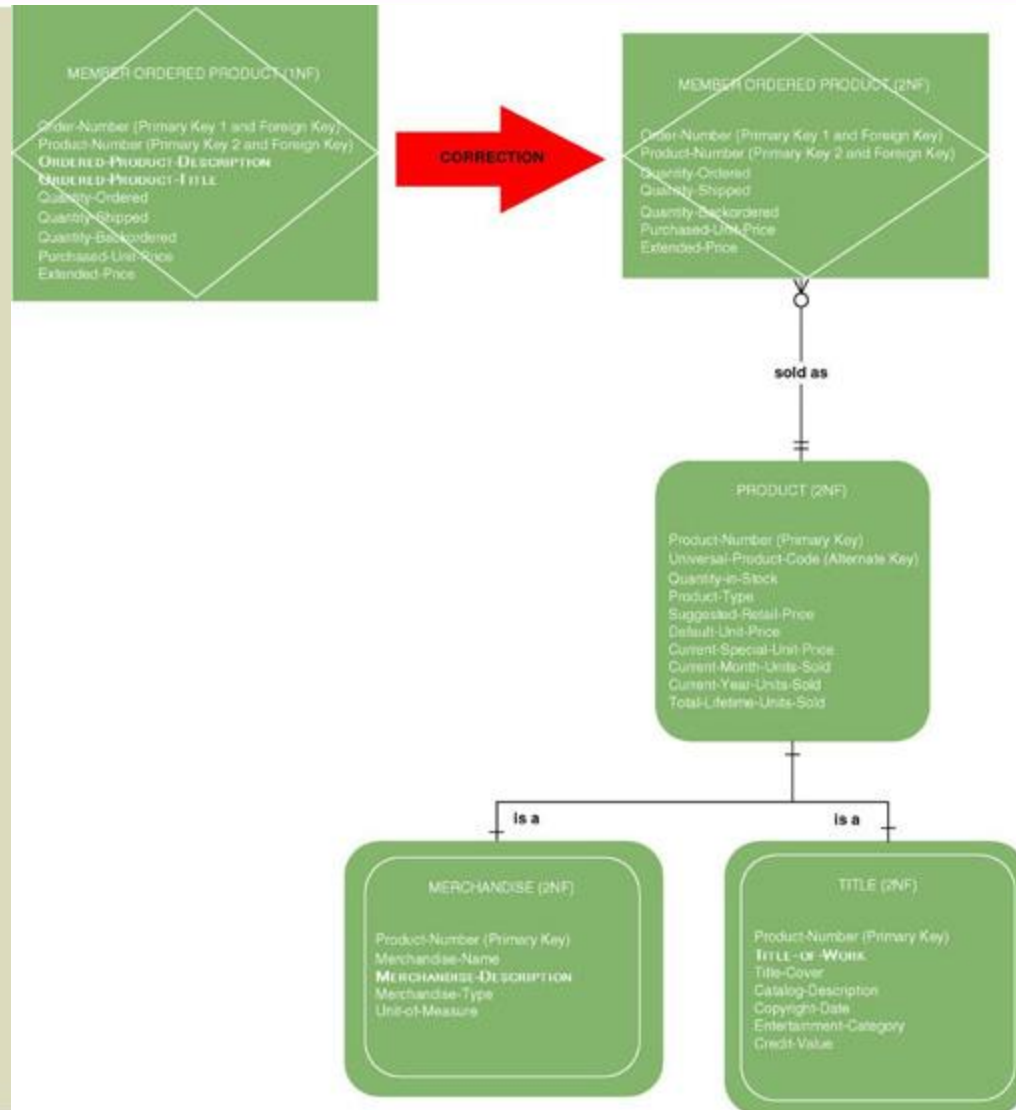 MEMBER ORDERED PRODUCT (1NF)
Order-Number (Primary Key 1 and Foreign Key)
Product-Number (Primary Key 2 and Foreign Key)
ORDERED-PRODUCT-DESCRIPTION
ORDERED-PRODUCT-TITLE
Quantity-Ordered
Quantity-Shipped
Quantity-Backordered
Purchased-Unit-Price
Extended-Price
CORRECTION
MEMBER ORDERED PRODUCT (2NF)
Order-Number (Primary Key 1 and Foreign Key)
Product-Number (Primary Key 2 and Foreign Key)
Quantity-Ordered
Quantity-Shipped
Quantity-Backordered
Purchased-Unit-Price
Extended-Price
sold as
PRODUCT (2NF)
Product-Number (Primary Key)
Universal-Product-Code (Alternate Key)
Quantity-in-Stock
Product-Type
Suggested-Retail-Price
Default-Unit-Price
Current-Special-Unit-Price
Current-Month-Units-Sold
Current-Year-Units-Sold
Total-Lifetime-Units-Sold
is a
is a
MERCHANDISE (2NF)
Product-Number (Primary Key)
Merchandise-Name
MERCHANDISE-DESCRIPTION
Merchandise-Type
Unit-of-Measure
TITLE (2NF)
Product-Number (Primary Key)
TITLE-OF-WORK
Title-Cover
Catalog-Description
Copyright-Date
Entertainment-Category
Credit-Value